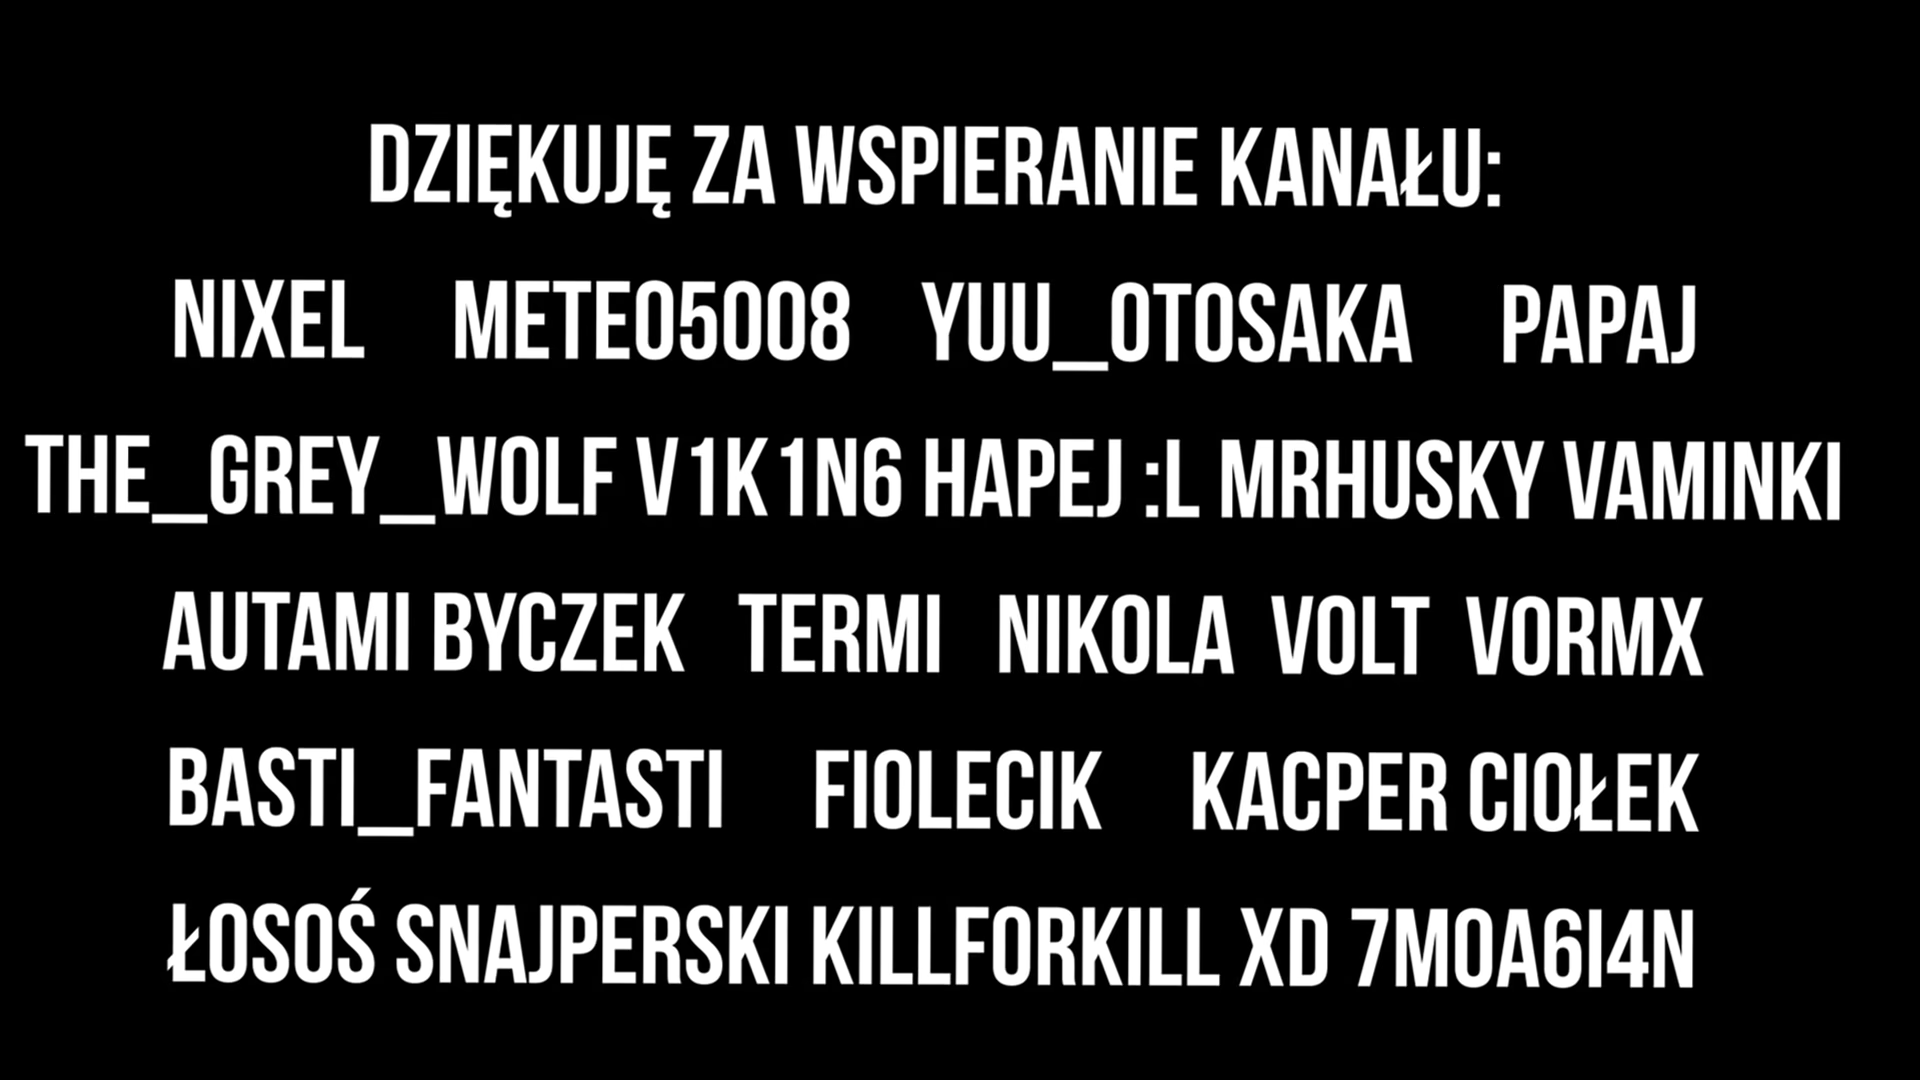 DZIĘKUJĘ ZA WSPIERANIE KANAŁU:
NIXEL METEO5008 YUU_OTOSAKA PAPAJ
THE_GREY_WOLF V1K1N6 HAPEJ :L MRHUSKY VAMINKI
AUTAMI BYCZEK TERMI NIKOLA VOLT VORMX
BASTI_FANTASTI FIOLECIK KACPER CIOŁEK
ŁOSOŚ SNAJPERSKI KILLFORKILL XD 7MOA6I4N